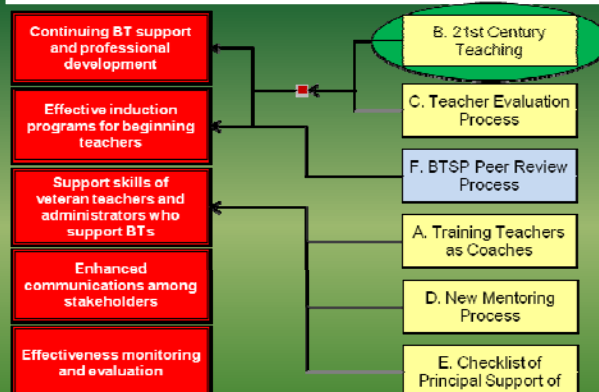 Continuing BT support
and professional
development
Effective induction
programs for beginning
teachers
Support skills of
veteran teachers and
administrators who
support BTs
Enhanced
communications among
stakeholders
Effectiveness monitoring
and evaluation
B. 21st Century
Teaching
C. Teacher Evaluation
Process
F. BTSP Peer Review
Process
A. Training Teachers
as Coaches
D. New Mentoring
Process
E. Checklist of
Principal Support of